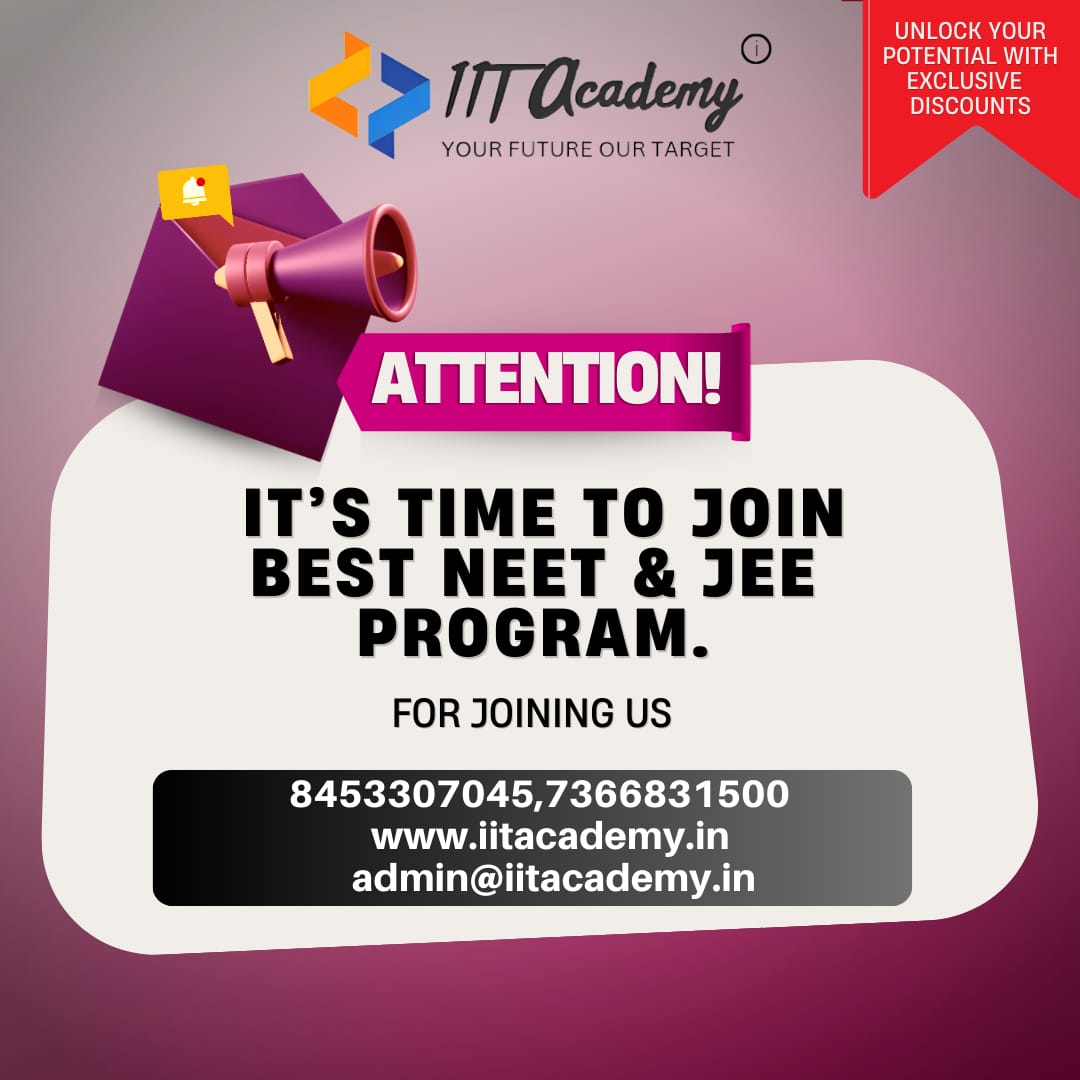 IIT Academy
i
YOUR FUTURE OUR TARGET
UNLOCK YOUR
POTENTIAL WITH
EXCLUSIVE
DISCOUNTS
ATTENTION!
IT'S TIME TO JOIN
BEST NEET & JEE
PROGRAM.
FOR JOINING US
8453307045,7366831500
www.iitacademy.in
admin@iitacademy.in